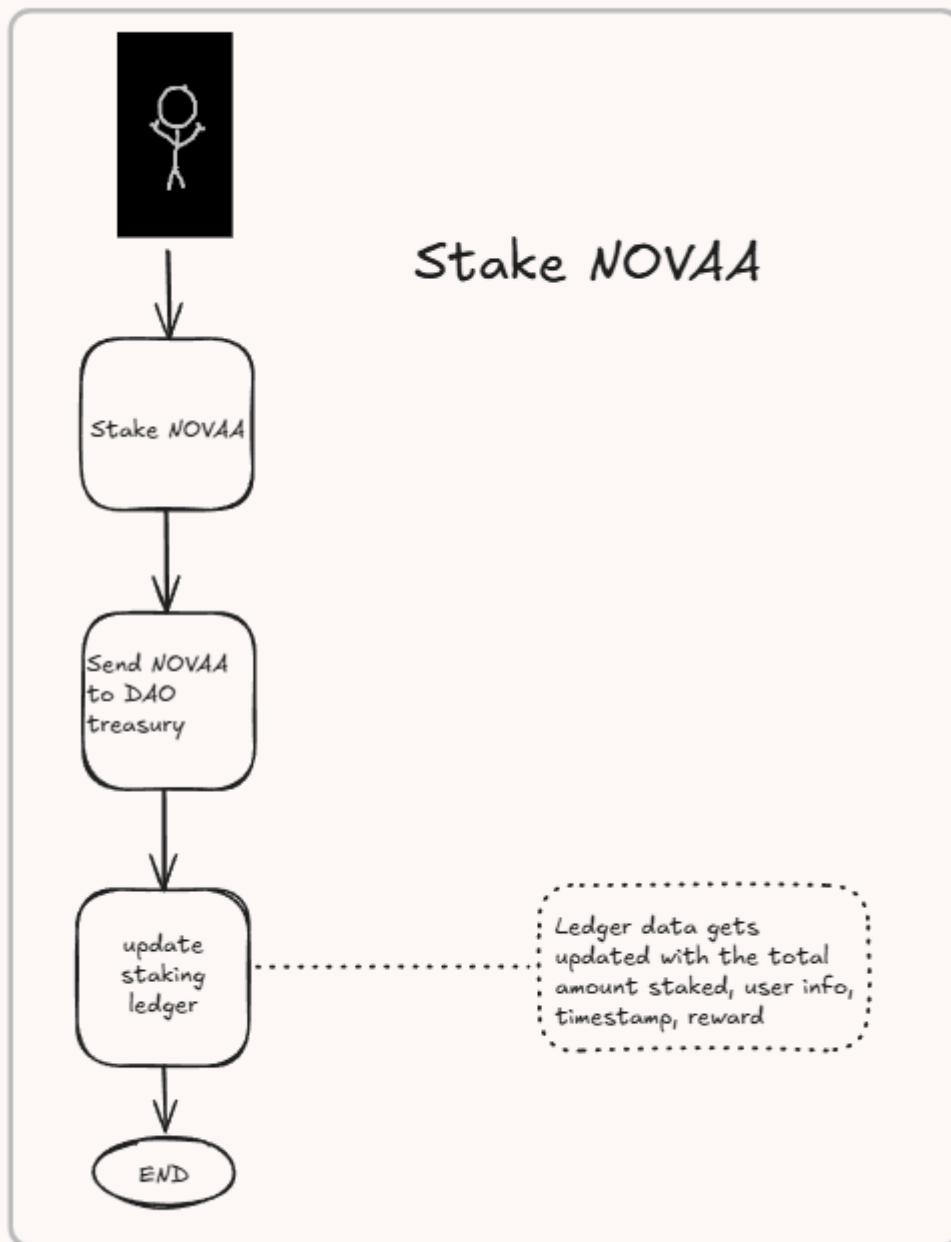 Stake NOVAA
Stake NOVAA
Send NOVAA
to DAO
treasury
update
staking
ledger
Ledger data gets
updated with the total
amount staked, user info,
timestamp, reward
END